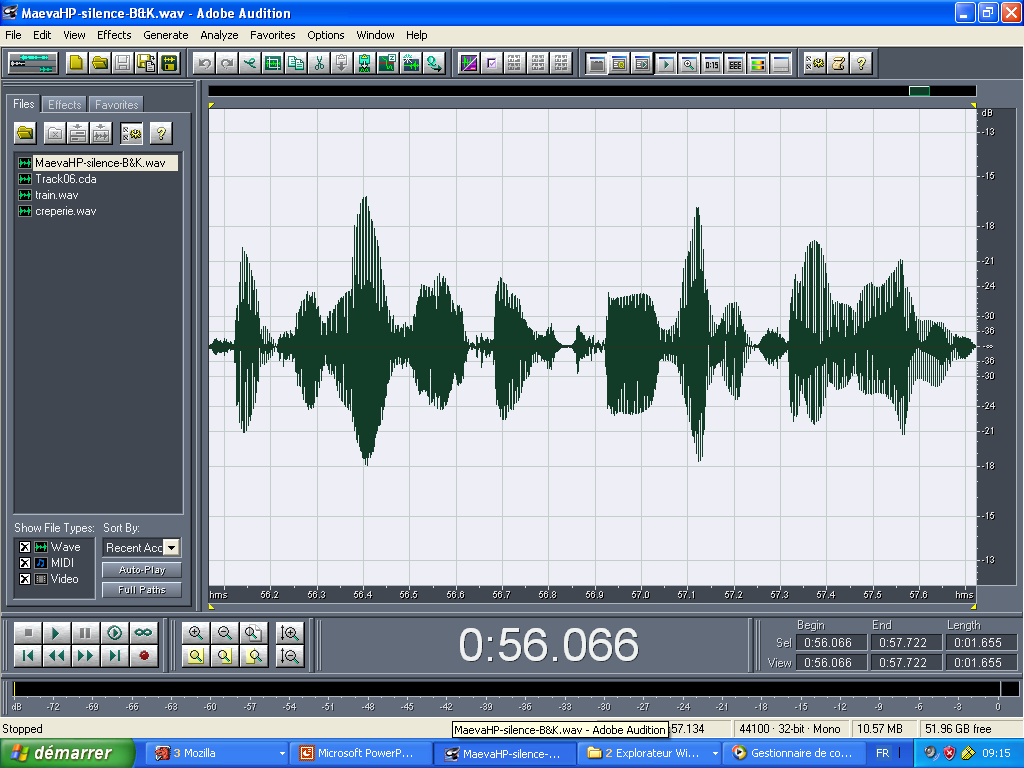 MaevaHP-silence-B&K.wav - Adobe Audition
File Edit View Effects Generate Analyze Favorites Options Window Help
Files Effects Favorites
MaevaHP-silence-B&K.wav
Track06.cda
train.wav
creperie.wav
Show File Types: Sort By:
Wave Recent Acc
MIDI Auto-Play
Video Full Paths
dB
-13
-15
-18
-21
-24
-30
-36
-∞
-36
-30
-24
-21
-18
-15
-13
hms 56.2 56.3 56.4 56.5 56.6 56.7 56.8 56.9 57.0 57.1 57.2 57.3 57.4 57.5 57.6 hms
0:56.066
Begin End Length
Sel 0:56.066 0:57.722 0:01.655
View 0:56.066 0:57.722 0:01.655
dB -72 -69 -66 -63 -60 -57 -54 -51 -48 -45 -42 -39 -36 -33 -30 -27 -24 -21 -18 -15 -12 -9 -6 -3 0
Stopped MaevaHP-silence-B&K.wav - Adobe Audition 57.134 44100 · 32-bit · Mono 10.57 MB 51.96 GB free
démarrer 3 Mozilla Microsoft PowerP... MaevaHP-silence-... 2 Explorateur Wi... Gestionnaire de co... FR 09:15